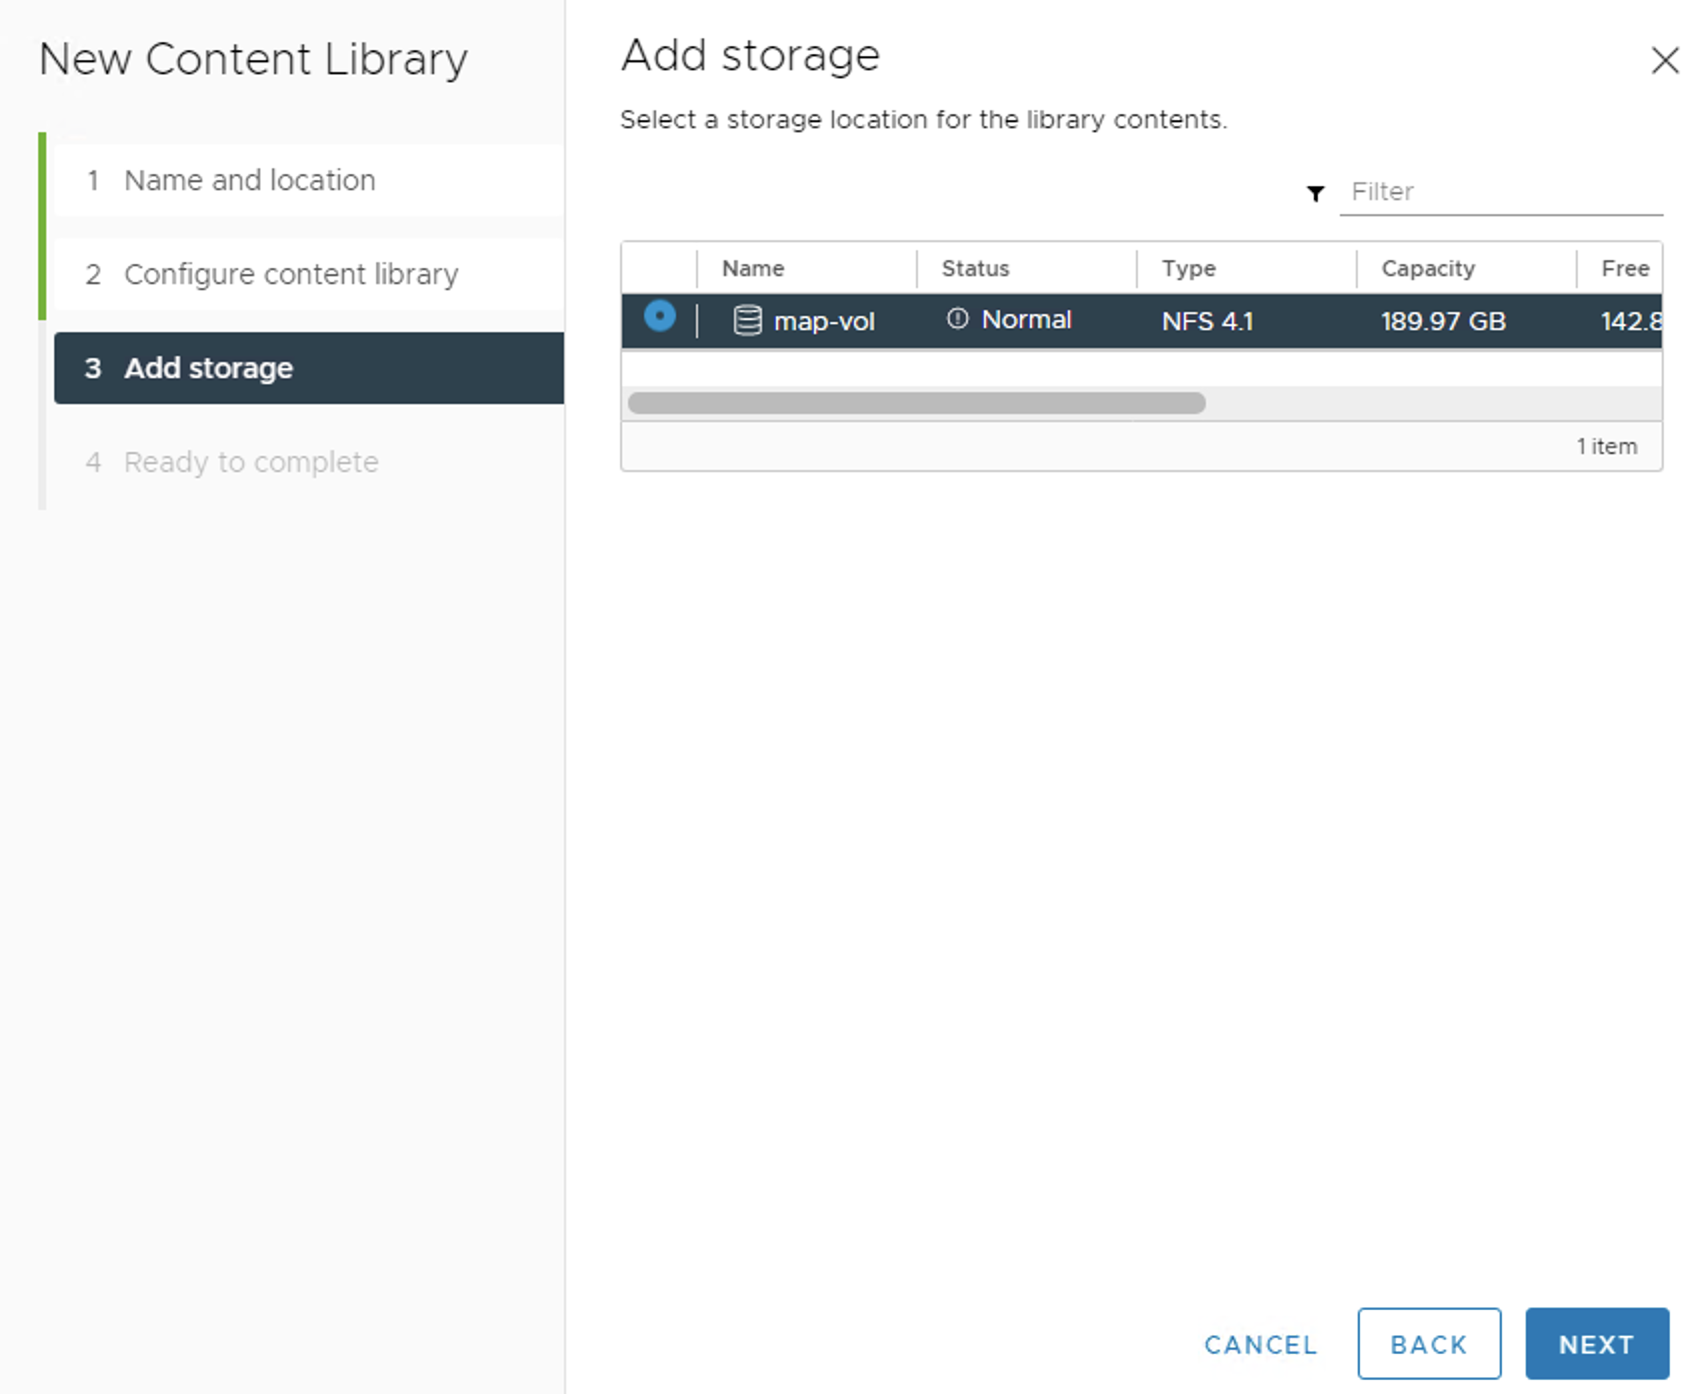 New Content Library
1 Name and location
2 Configure content library
3 Add storage
4 Ready to complete
Add storage
Select a storage location for the library contents.
Filter
Name Status Type Capacity Free
map-vol Normal NFS 4.1 189.97 GB 142.8
1 item
CANCEL BACK NEXT